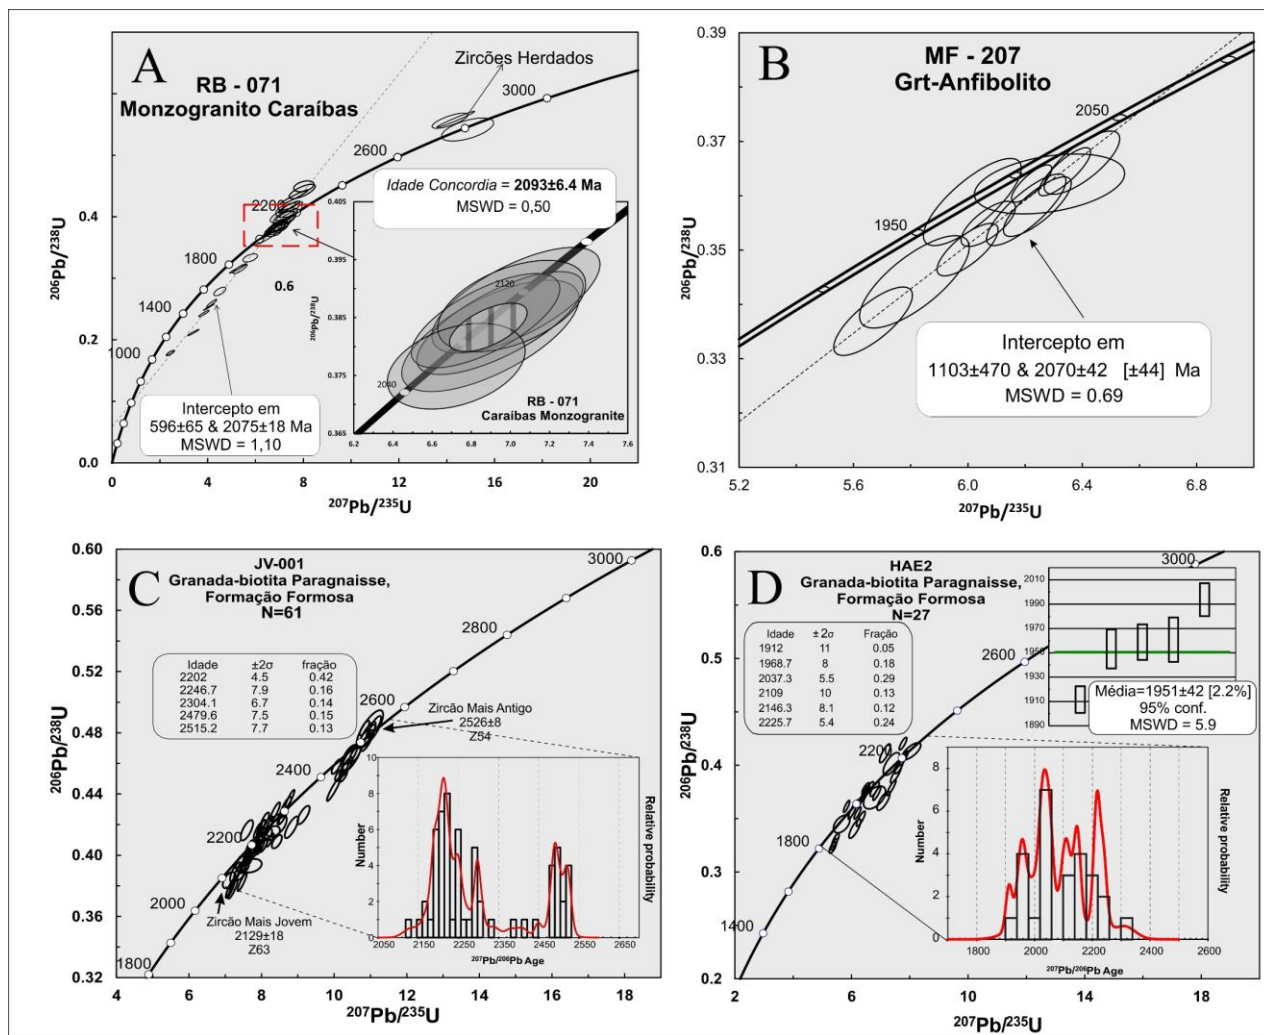 A
RB - 071
Monzogranito Caraíbas
Zircões Herdados
3000
2600
2200
1800
1400
1000
0.4
0.2
0.0
0.6
0
4
8
12
16
20
206Pb/238U
207Pb/235U
Idade Concordia = 2093±6.4 Ma
MSWD = 0,50
Intercepto em
596±65 & 2075±18 Ma
MSWD = 1,10
0.405
0.395
0.385
0.375
0.365
206Pb/238U
2120
2040
RB - 071
Caraíbas Monzogranite
6.2
6.4
6.6
6.8
7.0
7.2
7.4
7.6
B
MF - 207
Grt-Anfibolito
0.39
0.37
0.35
0.33
0.31
2050
1950
206Pb/238U
Intercepto em
1103±470 & 2070±42 [±44] Ma
MSWD = 0.69
5.2
5.6
6.0
6.4
6.8
207Pb/235U
C
JV-001
Granada-biotita Paragnaisse,
Formação Formosa
N=61
0.60
0.56
0.52
0.48
0.44
0.40
0.36
0.32
3000
2800
2600
2400
2200
2000
1800
206Pb/238U
Idade ±2σ fração
2202 4.5 0.42
2246.7 7.9 0.16
2304.1 6.7 0.14
2479.6 7.5 0.15
2515.2 7.7 0.13
Zircão Mais Antigo
2526±8
Z54
Zircão Mais Jovem
2129±18
Z63
10
8
6
4
2
0
Number
Relative probability
2050
2150
2250
2350
2450
2550
2650
207Pb/206Pb Age
4
6
8
10
12
14
16
18
207Pb/235U
D
HAE2
Granada-biotita Paragnaisse,
Formação Formosa
N=27
0.6
0.5
0.4
0.3
0.2
3000
2600
2200
1800
1400
206Pb/238U
Idade ±2σ Fração
1912 11 0.05
1968.7 8 0.18
2037.3 5.5 0.29
2109 10 0.13
2146.3 8.1 0.12
2225.7 5.4 0.24
2010
1990
1970
1950
1930
1910
1890
Média=1951±42 [2.2%]
95% conf.
MSWD = 5.9
8
6
4
2
0
Number
Relative probability
1800
2000
2200
2400
2600
207Pb/206Pb Age
2
6
10
14
18
207Pb/235U